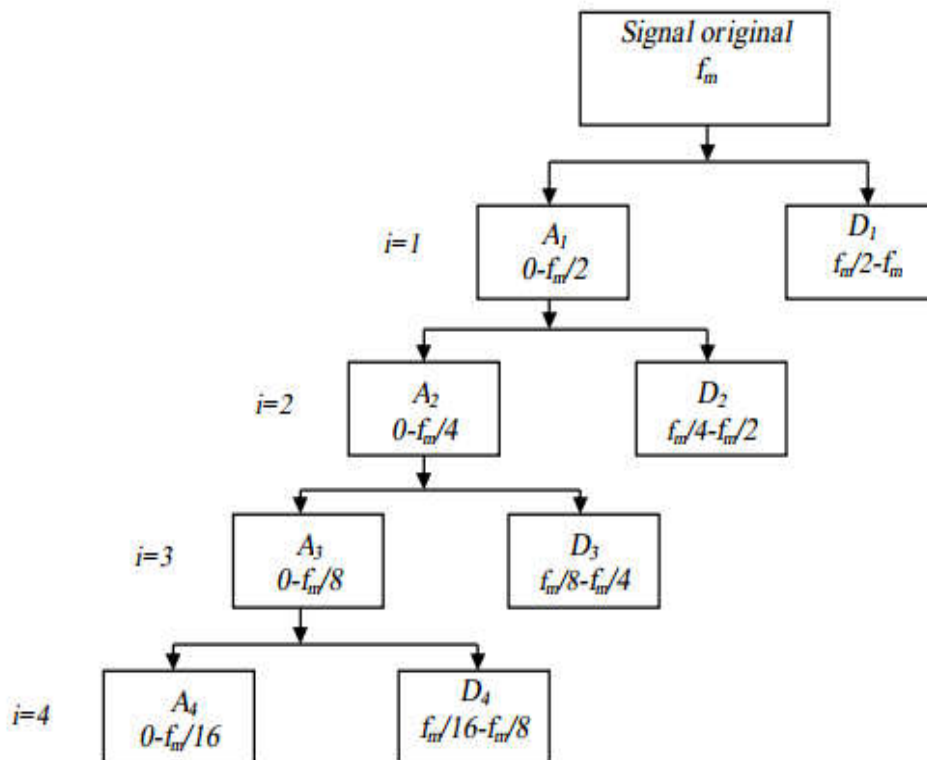 Signal original
fm
i=1
A1
0-fm/2
D1
fm/2-fm
i=2
A2
0-fm/4
D2
fm/4-fm/2
i=3
A3
0-fm/8
D3
fm/8-fm/4
i=4
A4
0-fm/16
D4
fm/16-fm/8